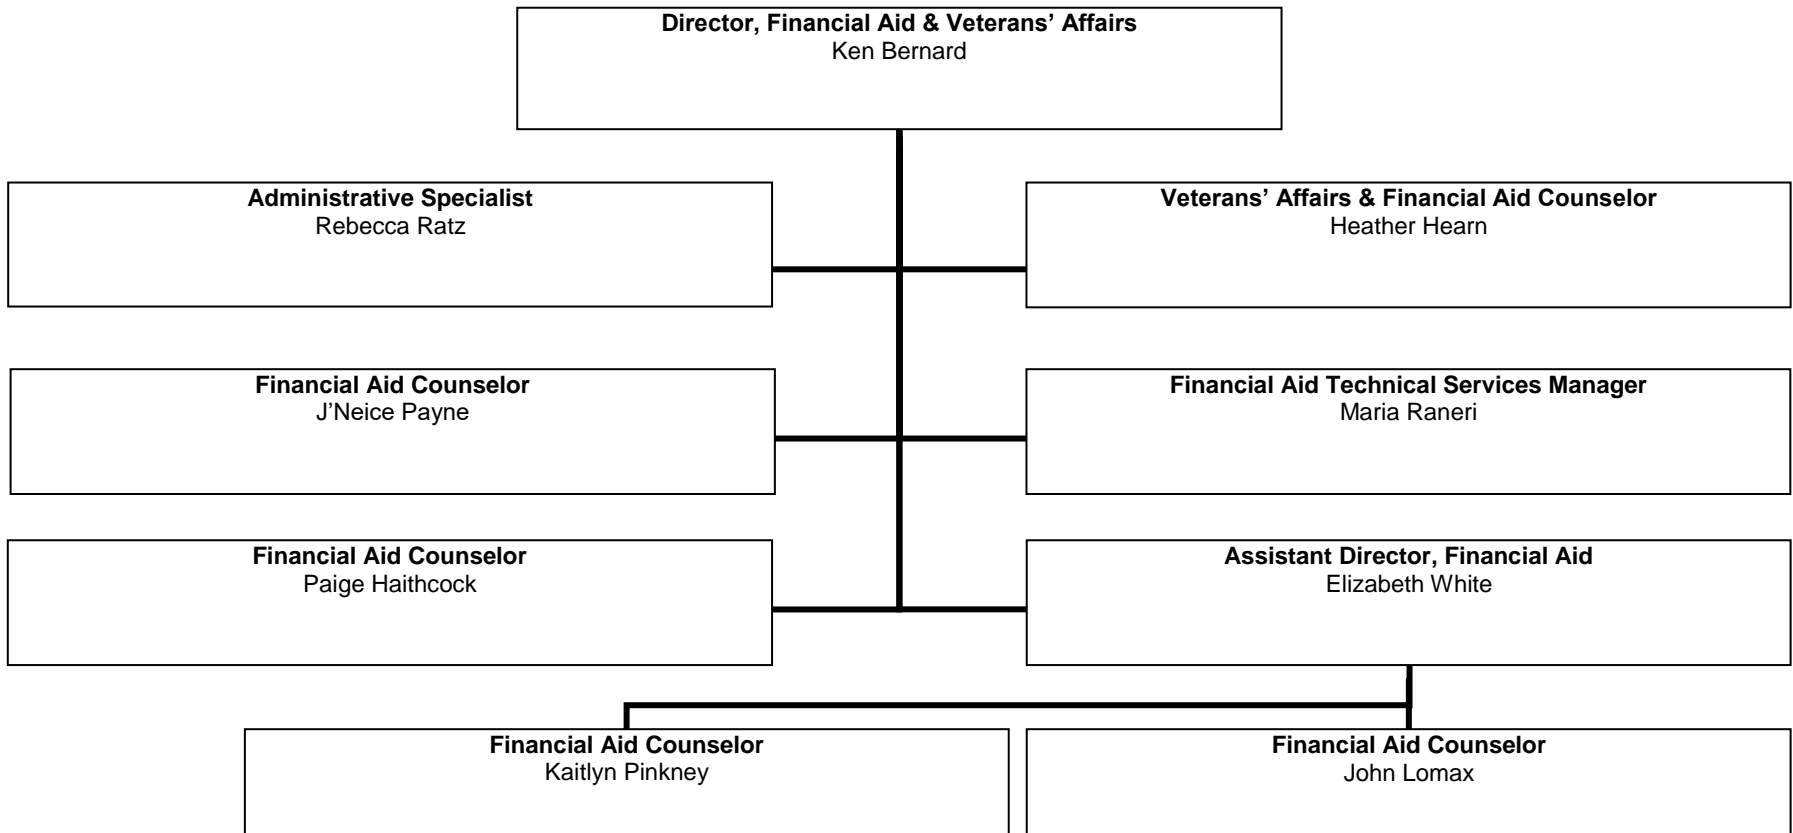 Director, Financial Aid & Veterans’ Affairs
Ken Bernard
Administrative Specialist
Rebecca Ratz
Veterans’ Affairs & Financial Aid Counselor
Heather Hearn
Financial Aid Counselor
J’Neice Payne
Financial Aid Technical Services Manager
Maria Raneri
Financial Aid Counselor
Paige Haithcock
Assistant Director, Financial Aid
Elizabeth White
Financial Aid Counselor
Kaitlyn Pinkney
Financial Aid Counselor
John Lomax